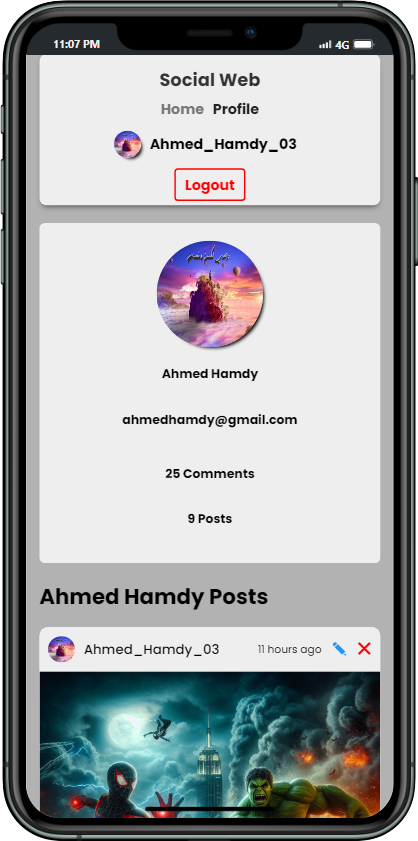 11:07 PM
4G
Social Web
Home Profile
Ahmed_Hamdy_03
Logout
Ahmed Hamdy
ahmedhamdy@gmail.com
25 Comments
9 Posts
Ahmed Hamdy Posts
Ahmed_Hamdy_03
11 hours ago